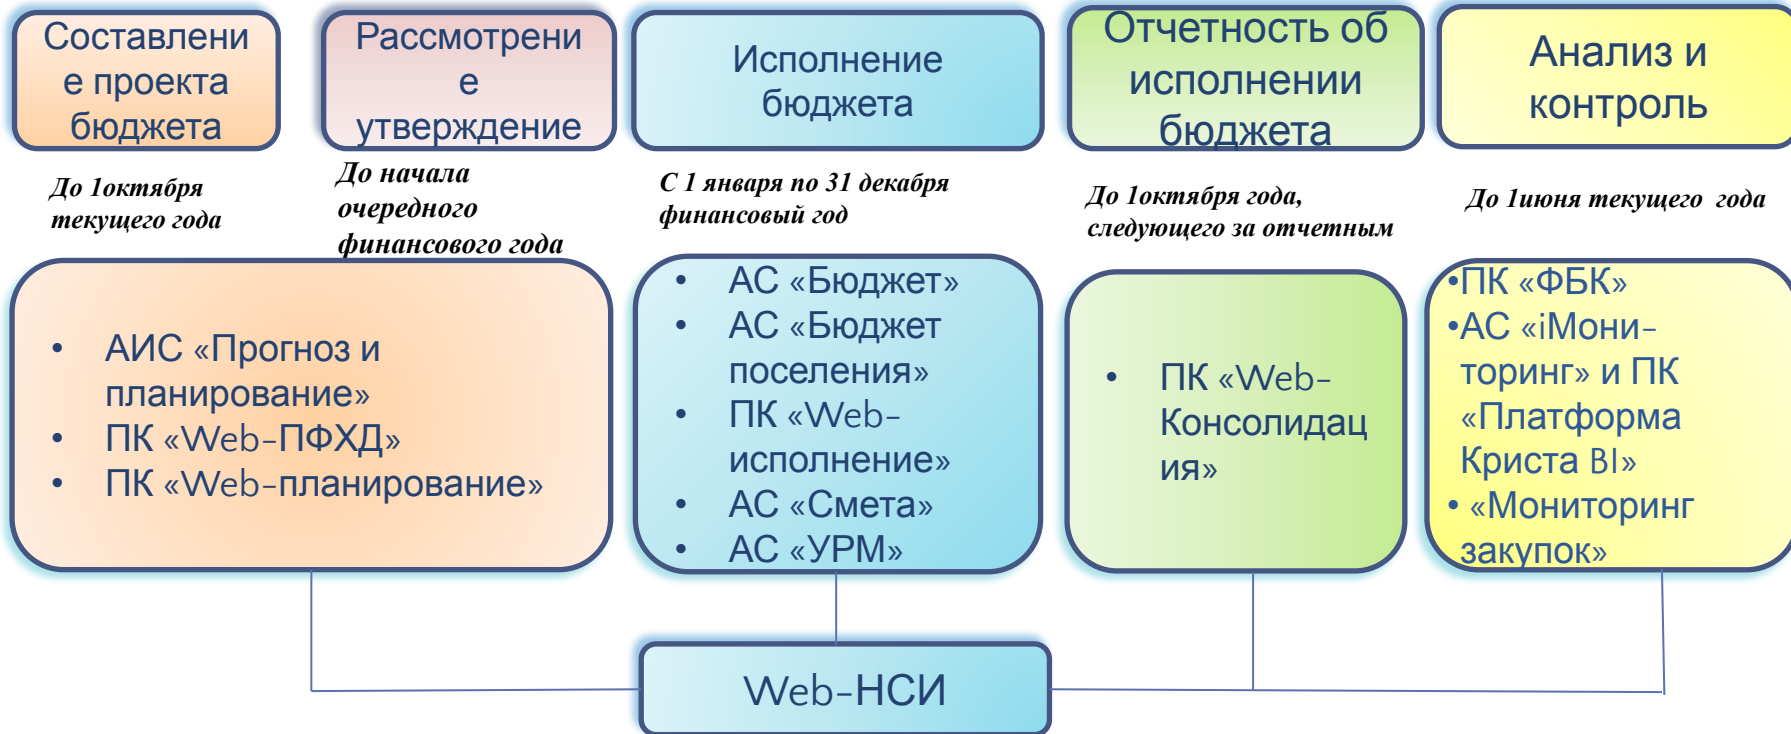 Составлени
е проекта
бюджета
Рассмотрени
е
утверждение
Исполнение
бюджета
Отчетность об
исполнении
бюджета
Анализ и
контроль
До 1октября
текущего года
До начала
очередного
финансового года
С 1 января по 31 декабря
финансовый год
До 1октября года,
следующего за отчетным
До 1июня текущего года
• АИС «Прогноз и
планирование»
• ПК «Web-ПФХД»
• ПК «Web-планирование»
• АС «Бюджет»
• АС «Бюджет
поселения»
• ПК «Web-
исполнение»
• АС «Смета»
• АС «УРМ»
• ПК «Web-
Консолидац
ия»
•ПК «ФБК»
•АС «iМони-
торинг» и ПК
«Платформа
Криста BI»
• «Мониторинг
закупок»
Web-НСИ